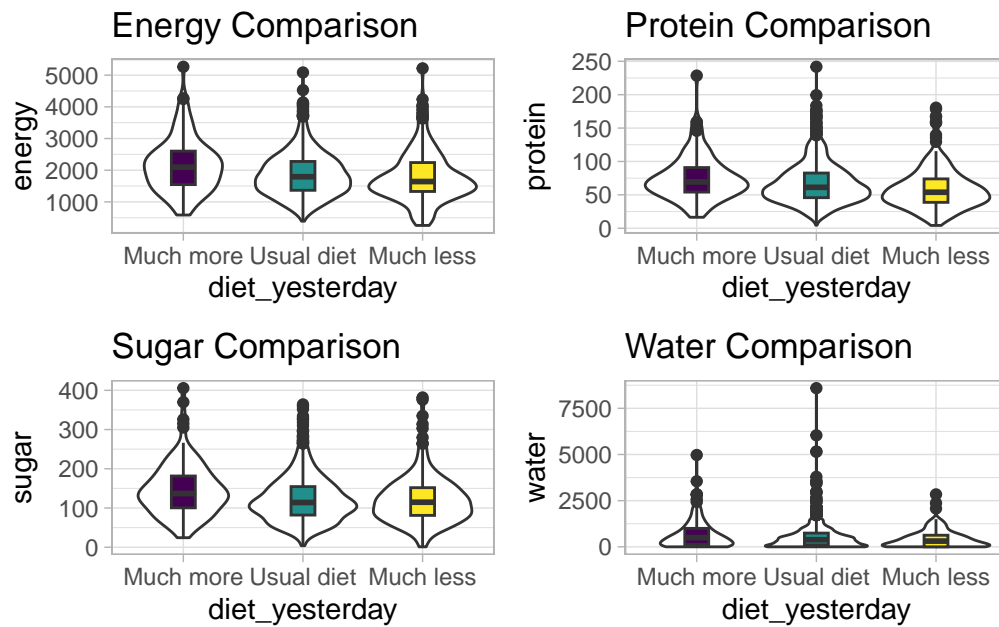 Energy Comparison
energy
5000
4000
3000
2000
1000
Much more Usual diet Much less
diet_yesterday
Protein Comparison
protein
250
200
150
100
50
0
Much more Usual diet Much less
diet_yesterday
Sugar Comparison
sugar
400
300
200
100
0
Much more Usual diet Much less
diet_yesterday
Water Comparison
water
7500
5000
2500
0
Much more Usual diet Much less
diet_yesterday